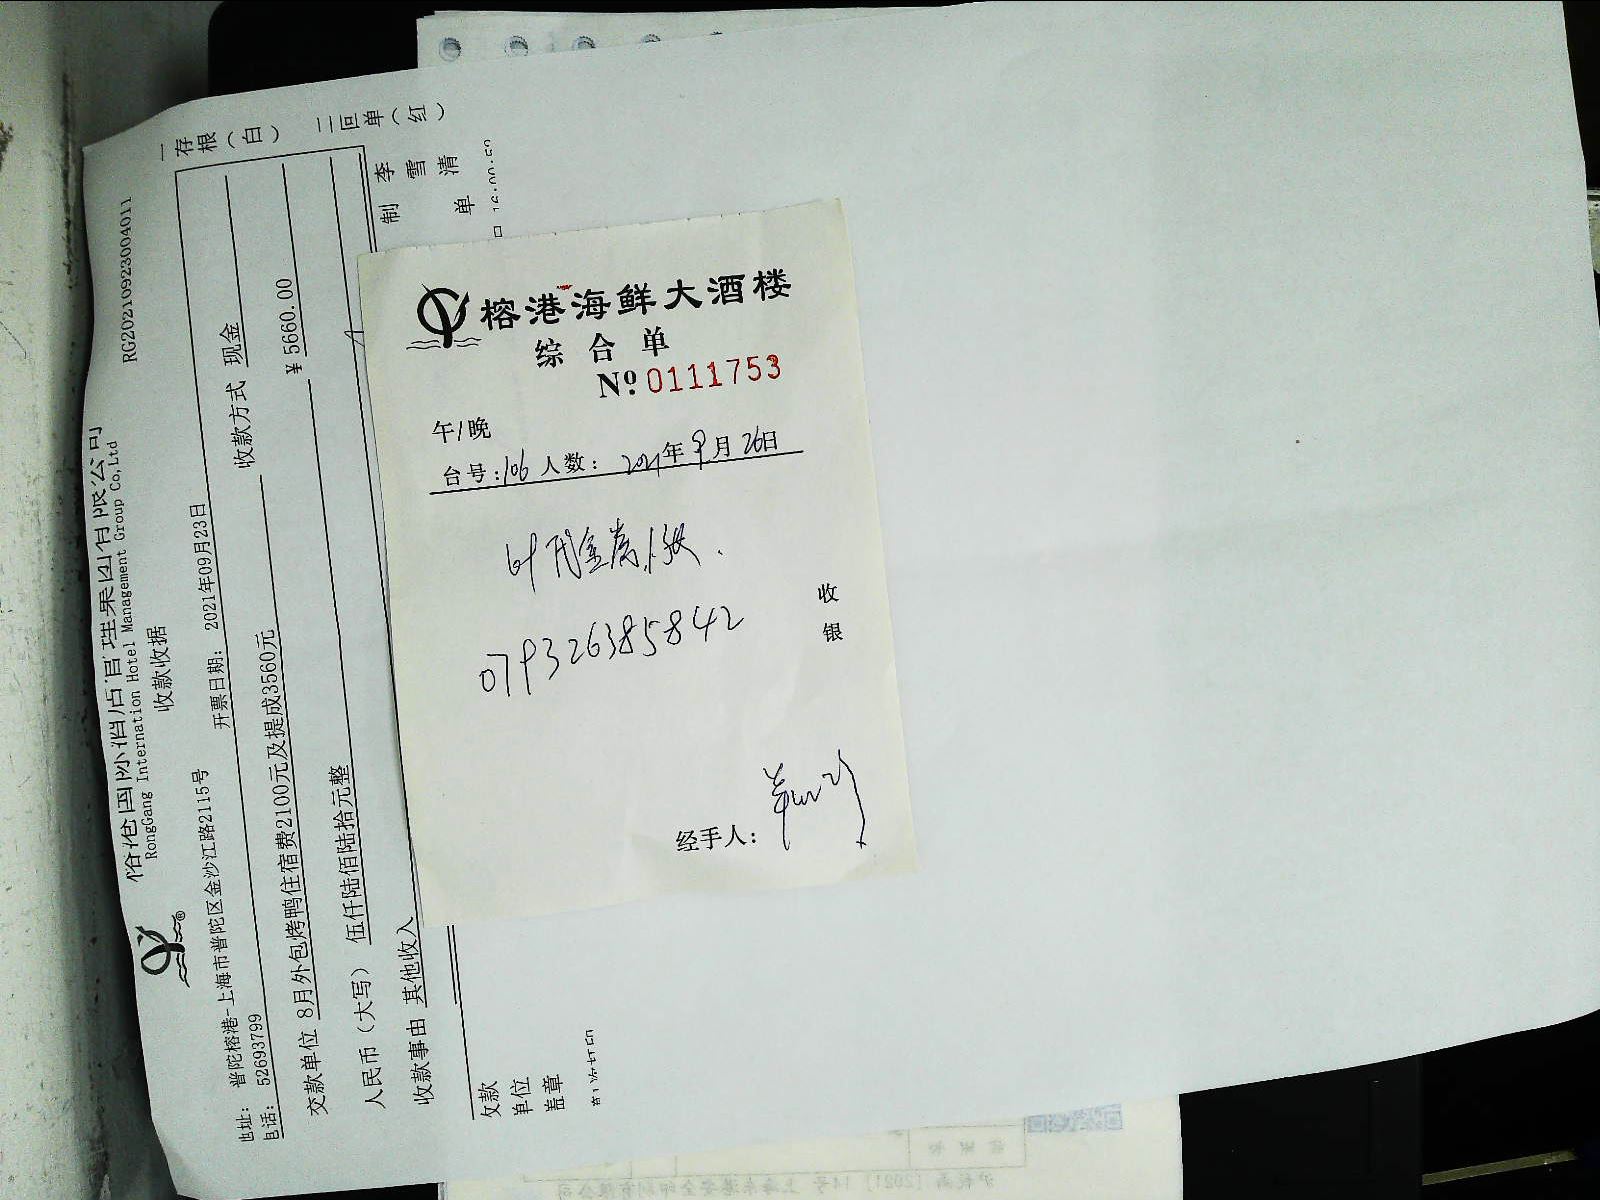 榕港国际酒店管理集团有限公司
RongGang Internation Hotel Management Group Co,Ltd
收款收据
RG2021092304011
地址： 普陀榕港-上海市普陀区金沙江路2115号
开票日期： 2021年09月23日
电话： 52693799
收款方式 现金
交款单位 8月外包烤鸭住宿费2100元及提成3560元
¥ 5660.00
人民币（大写） 伍仟陆佰陆拾元整
收款事由 其他收入
一存根（白） 二回单（红）
制单
李雪清
交款单位盖章
榕港海鲜大酒楼
综合单
№ 0111753
午/晚
台号:106 人数： 2021年9月26日
079326385842
收银
经手人：